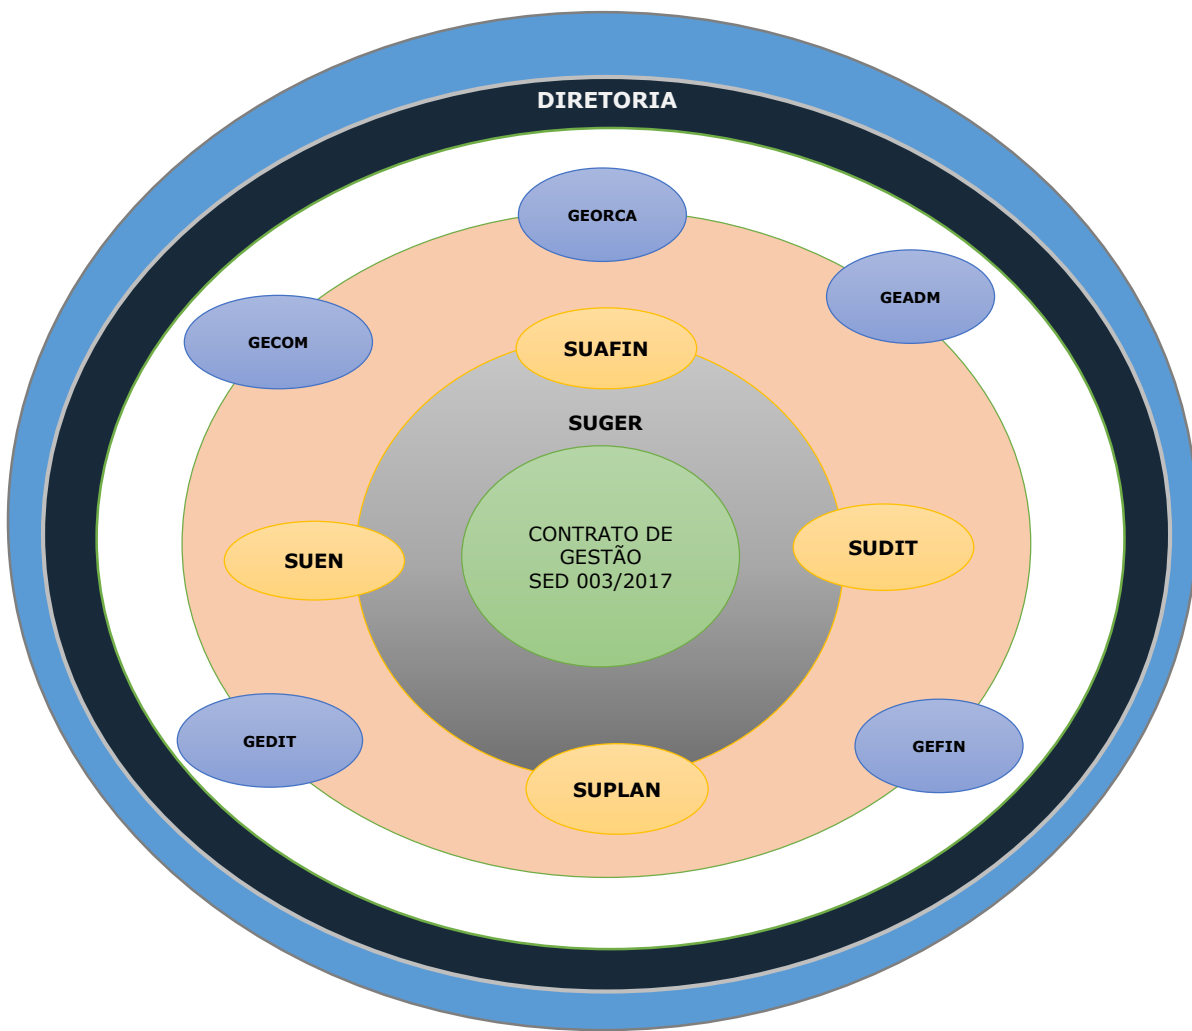 DIRETORIA
GEORCA
GEADM
GECOM
SUAFIN
SUGER
CONTRATO DE
GESTÃO
SED 003/2017
SUEN
SUDIT
GEDIT
GEFIN
SUPLAN